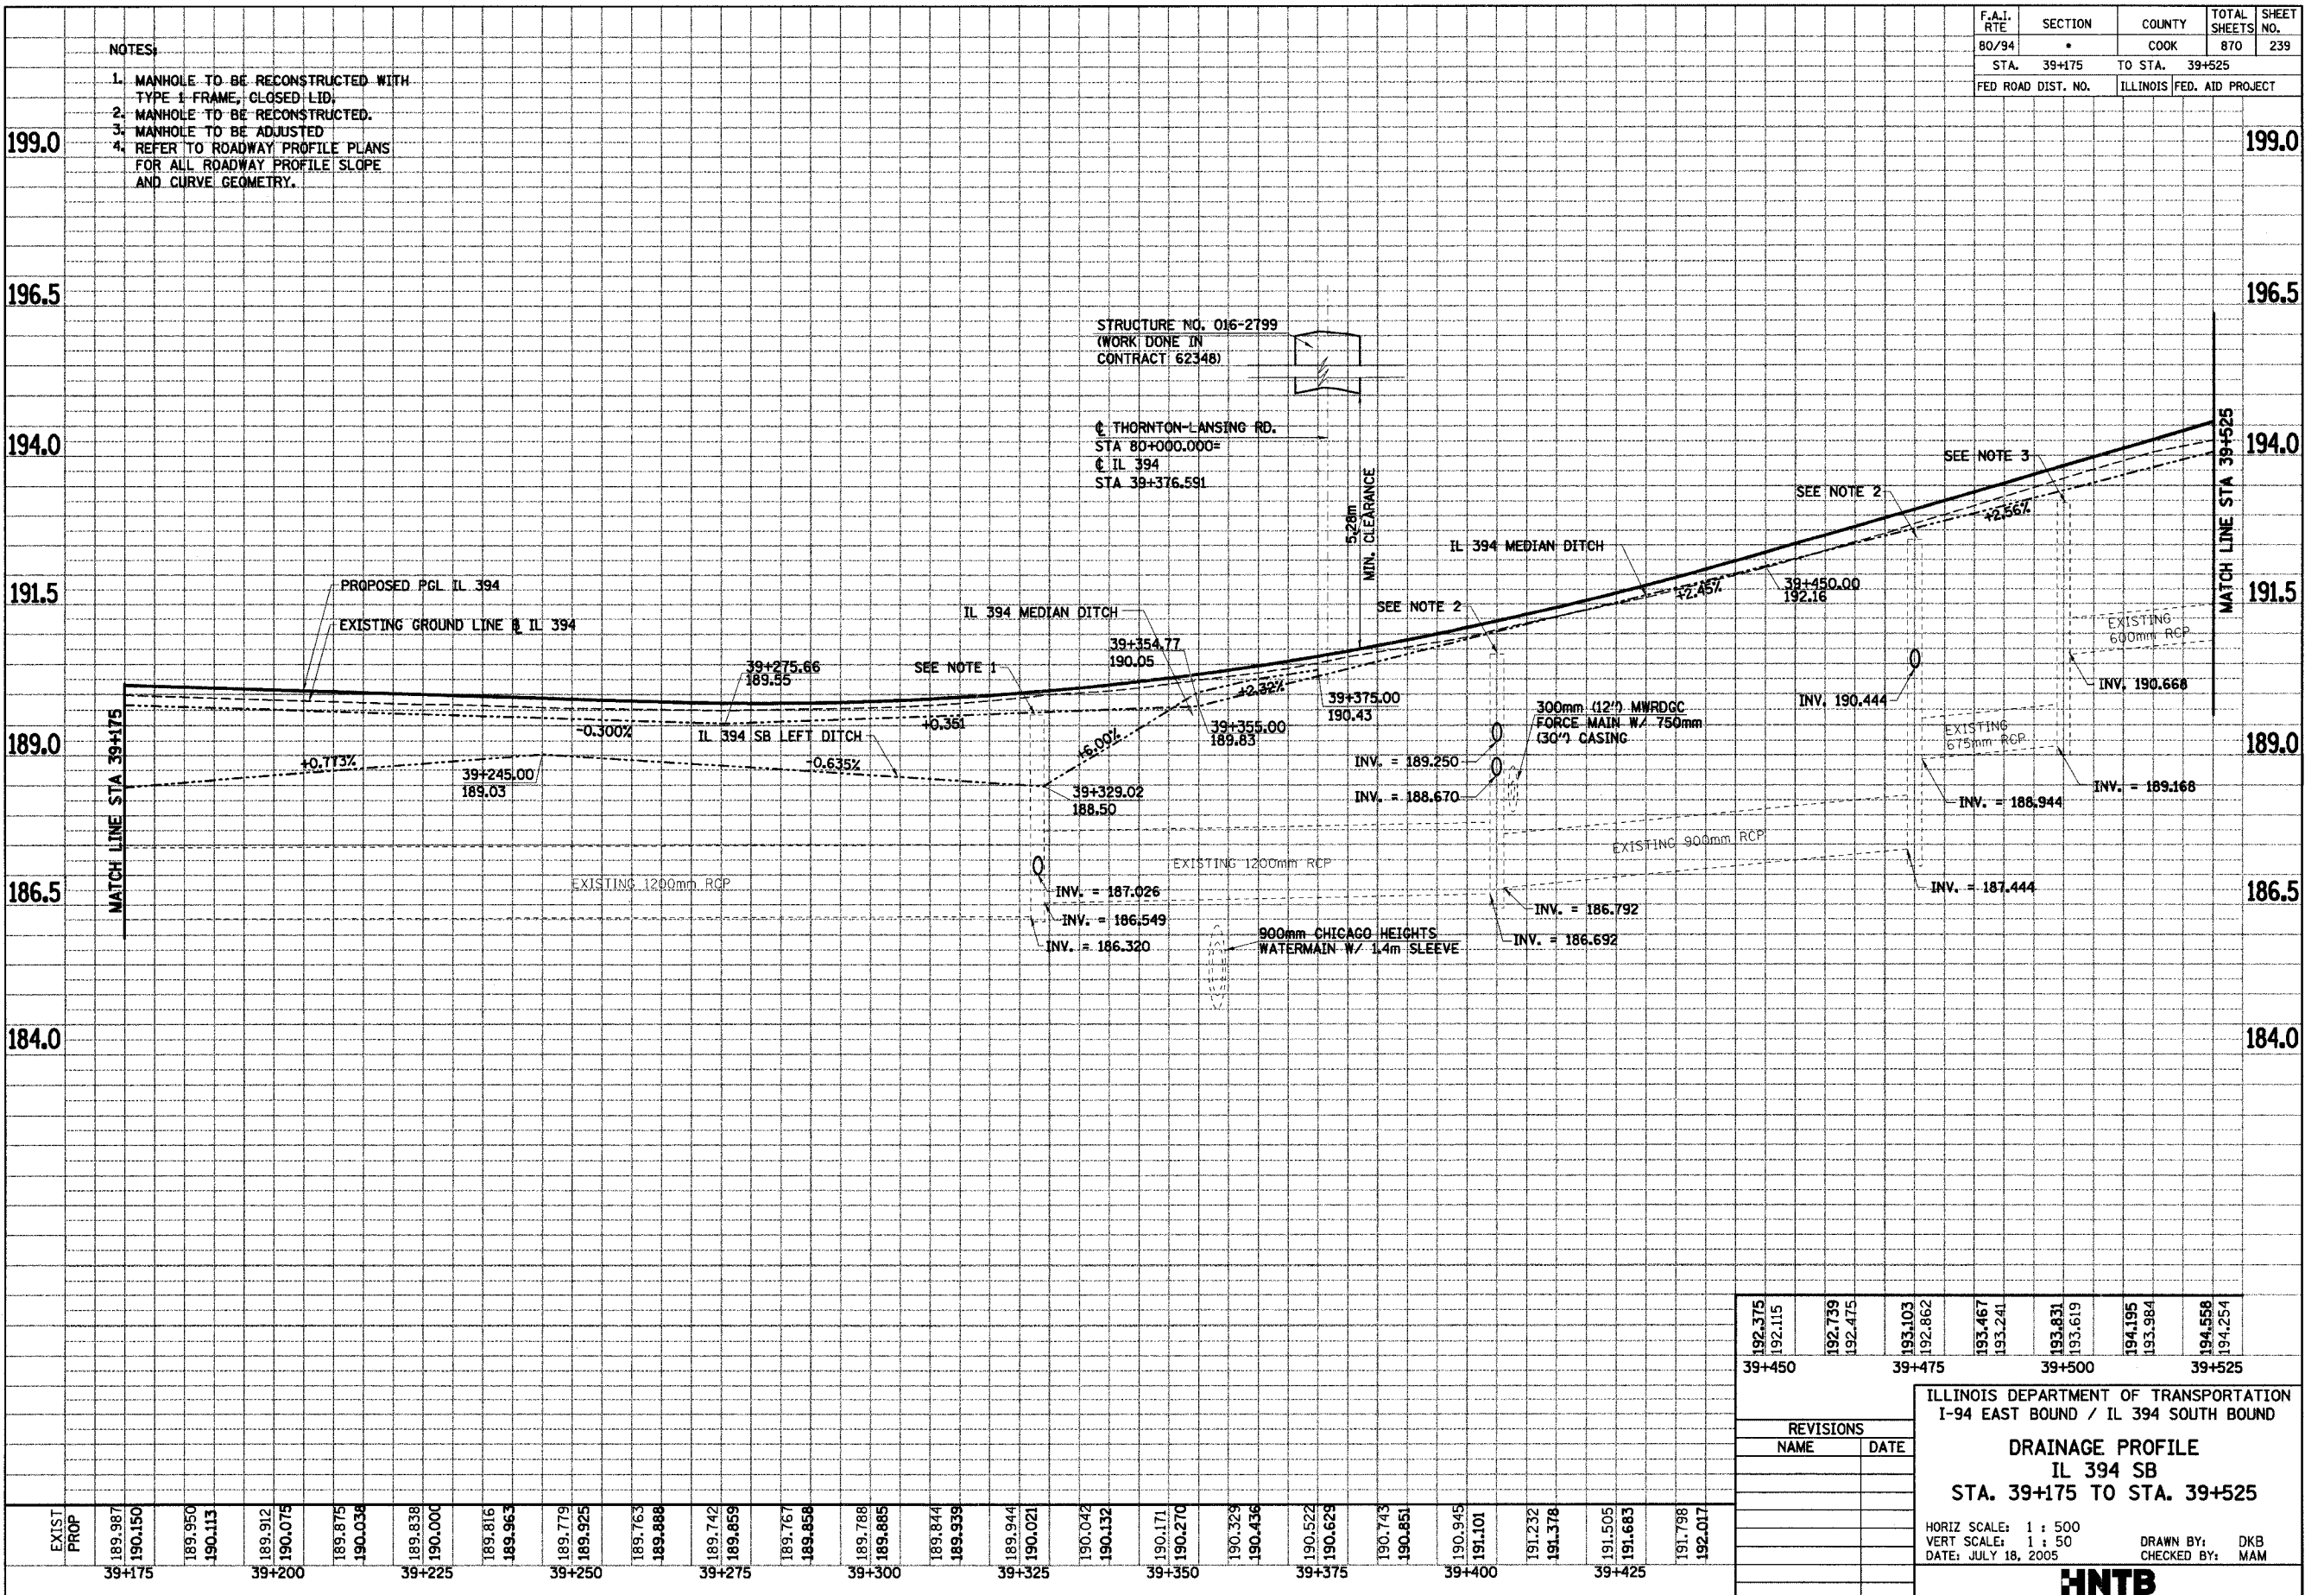 F.A.I. RTE SECTION COUNTY TOTAL SHEETS SHEET NO.
80/94 • COOK 870 239
STA. 39+175 TO STA. 39+525
FED ROAD DIST. NO. ILLINOIS FED. AID PROJECT
NOTES:
1. MANHOLE TO BE RECONSTRUCTED WITH
TYPE 1 FRAME, CLOSED LID.
2. MANHOLE TO BE RECONSTRUCTED.
3. MANHOLE TO BE ADJUSTED
4. REFER TO ROADWAY PROFILE PLANS
FOR ALL ROADWAY PROFILE SLOPE
AND CURVE GEOMETRY.
199.0 199.0
196.5 196.5
194.0 194.0
191.5 191.5
189.0 189.0
186.5 186.5
184.0 184.0
STRUCTURE NO. 016-2799
(WORK DONE IN
CONTRACT 62348)
℄ THORNTON-LANSING RD.
STA 80+000.000=
℄ IL 394
STA 39+376.591
5.28m
MIN. CLEARANCE
MATCH LINE STA 39+175
MATCH LINE STA 39+525
PROPOSED PGL IL 394
EXISTING GROUND LINE ℄ IL 394
39+275.66
189.55
SEE NOTE 1
IL 394 MEDIAN DITCH
39+354.77
190.05
SEE NOTE 2
IL 394 MEDIAN DITCH
SEE NOTE 2
SEE NOTE 3
+2.56%
+2.45%
39+450.00
192.16
+2.32%
39+375.00
190.43
39+355.00
189.83
+6.00%
+0.351
-0.300%
IL 394 SB LEFT DITCH
+0.773%
39+245.00
189.03
-0.635%
39+329.02
188.50
300mm (12") MWRDGC
FORCE MAIN W/ 750mm
(30") CASING
INV. = 189.250
INV. = 188.670
INV. 190.444
EXISTING
600mm RCP
INV. 190.668
EXISTING
675mm RCP
INV. = 189.168
INV. = 188.944
EXISTING 900mm RCP
INV. = 187.444
EXISTING 1200mm RCP
EXISTING 1200mm RCP
INV. = 187.026
INV. = 186.549
INV. = 186.320
INV. = 186.792
INV. = 186.692
900mm CHICAGO HEIGHTS
WATERMAIN W/ 1.4m SLEEVE
192.375 192.739 193.103 193.467 193.831 194.195 194.558
192.115 192.475 192.862 193.241 193.619 193.984 194.254
39+450 39+475 39+500 39+525
EXIST 189.987 189.950 189.912 189.875 189.838 189.816 189.779 189.763 189.742 189.767 189.788 189.844 189.944 190.042 190.171 190.329 190.522 190.743 190.945 191.232 191.505 191.798
PROP 190.150 190.113 190.075 190.038 190.000 189.963 189.925 189.888 189.859 189.858 189.885 189.939 190.021 190.132 190.270 190.436 190.629 190.851 191.101 191.378 191.683 192.017
39+175 39+200 39+225 39+250 39+275 39+300 39+325 39+350 39+375 39+400 39+425
REVISIONS
NAME DATE
ILLINOIS DEPARTMENT OF TRANSPORTATION
I-94 EAST BOUND / IL 394 SOUTH BOUND
DRAINAGE PROFILE
IL 394 SB
STA. 39+175 TO STA. 39+525
HORIZ SCALE: 1 : 500
VERT SCALE: 1 : 50
DATE: JULY 18, 2005
DRAWN BY: DKB
CHECKED BY: MAM
HNTB